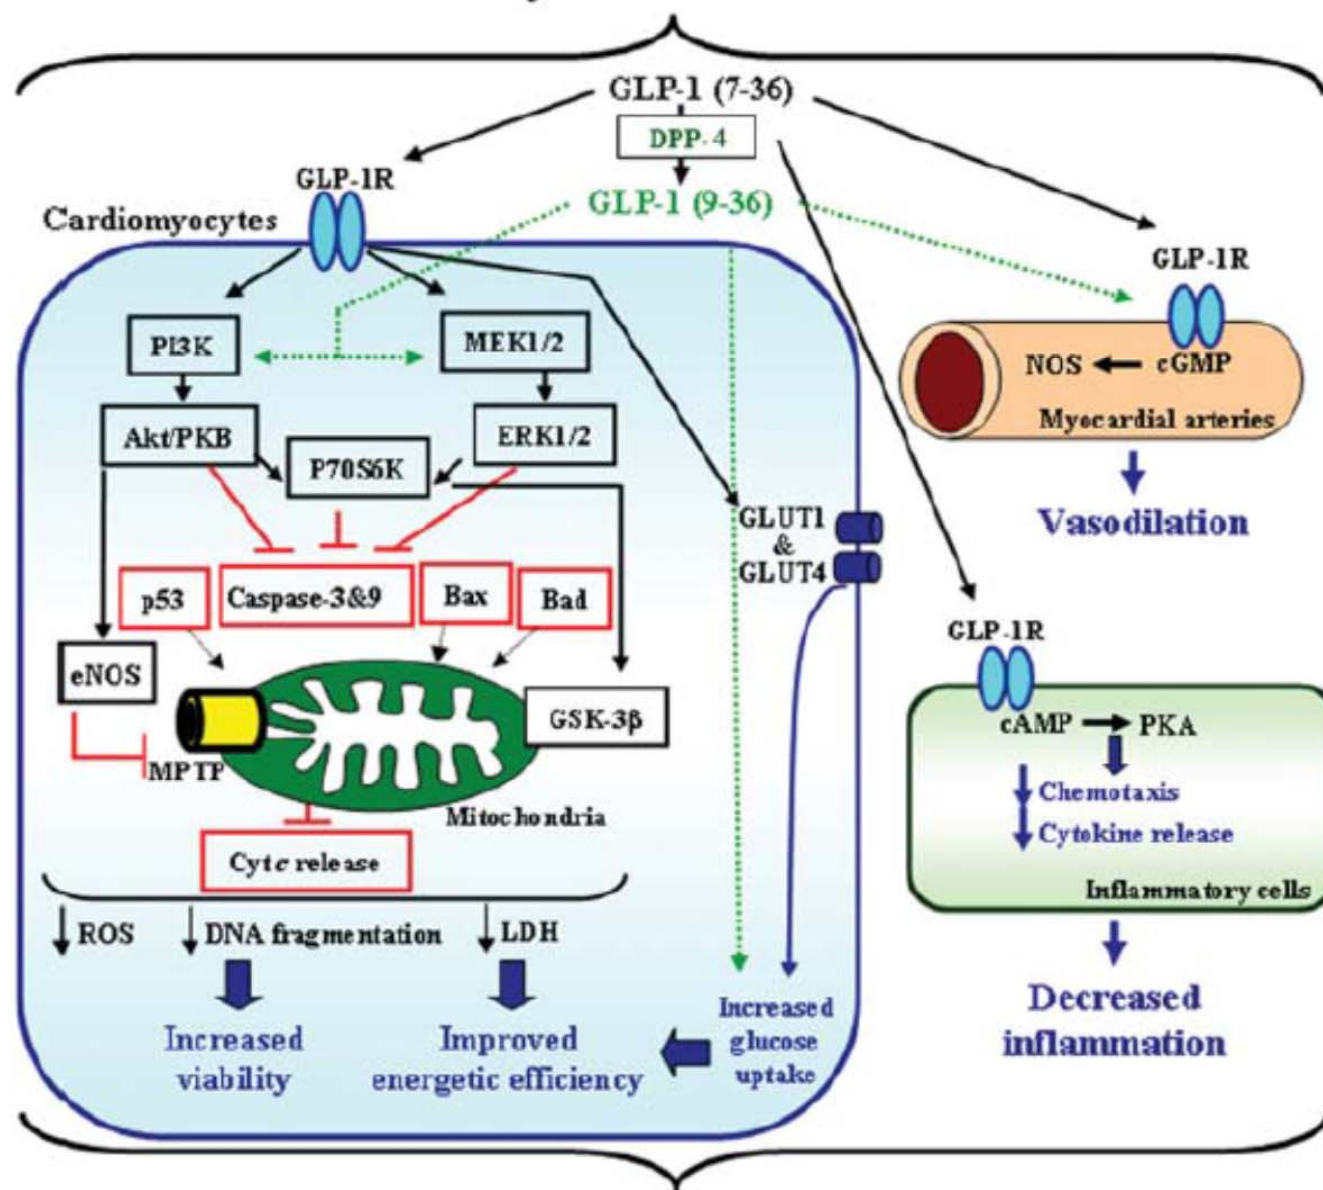 GLP-1 (7-36)
DPP-4
GLP-1 (9-36)
GLP-1R
Cardiomyocytes
PI3K
MEK1/2
Akt/PKB
ERK1/2
P70S6K
p53
Caspase-3&9
Bax
Bad
eNOS
GSK-3β
MPTP
Mitochondria
Cytc release
ROS
DNA fragmentation
LDH
Increased
viability
Improved
energetic efficiency
GLUT1
&
GLUT4
Increased
glucose
uptake
GLP-1R
NOS
cGMP
Myocardial arteries
Vasodilation
GLP-1R
cAMP
PKA
Chemotaxis
Cytokine release
Inflammatory cells
Decreased
inflammation